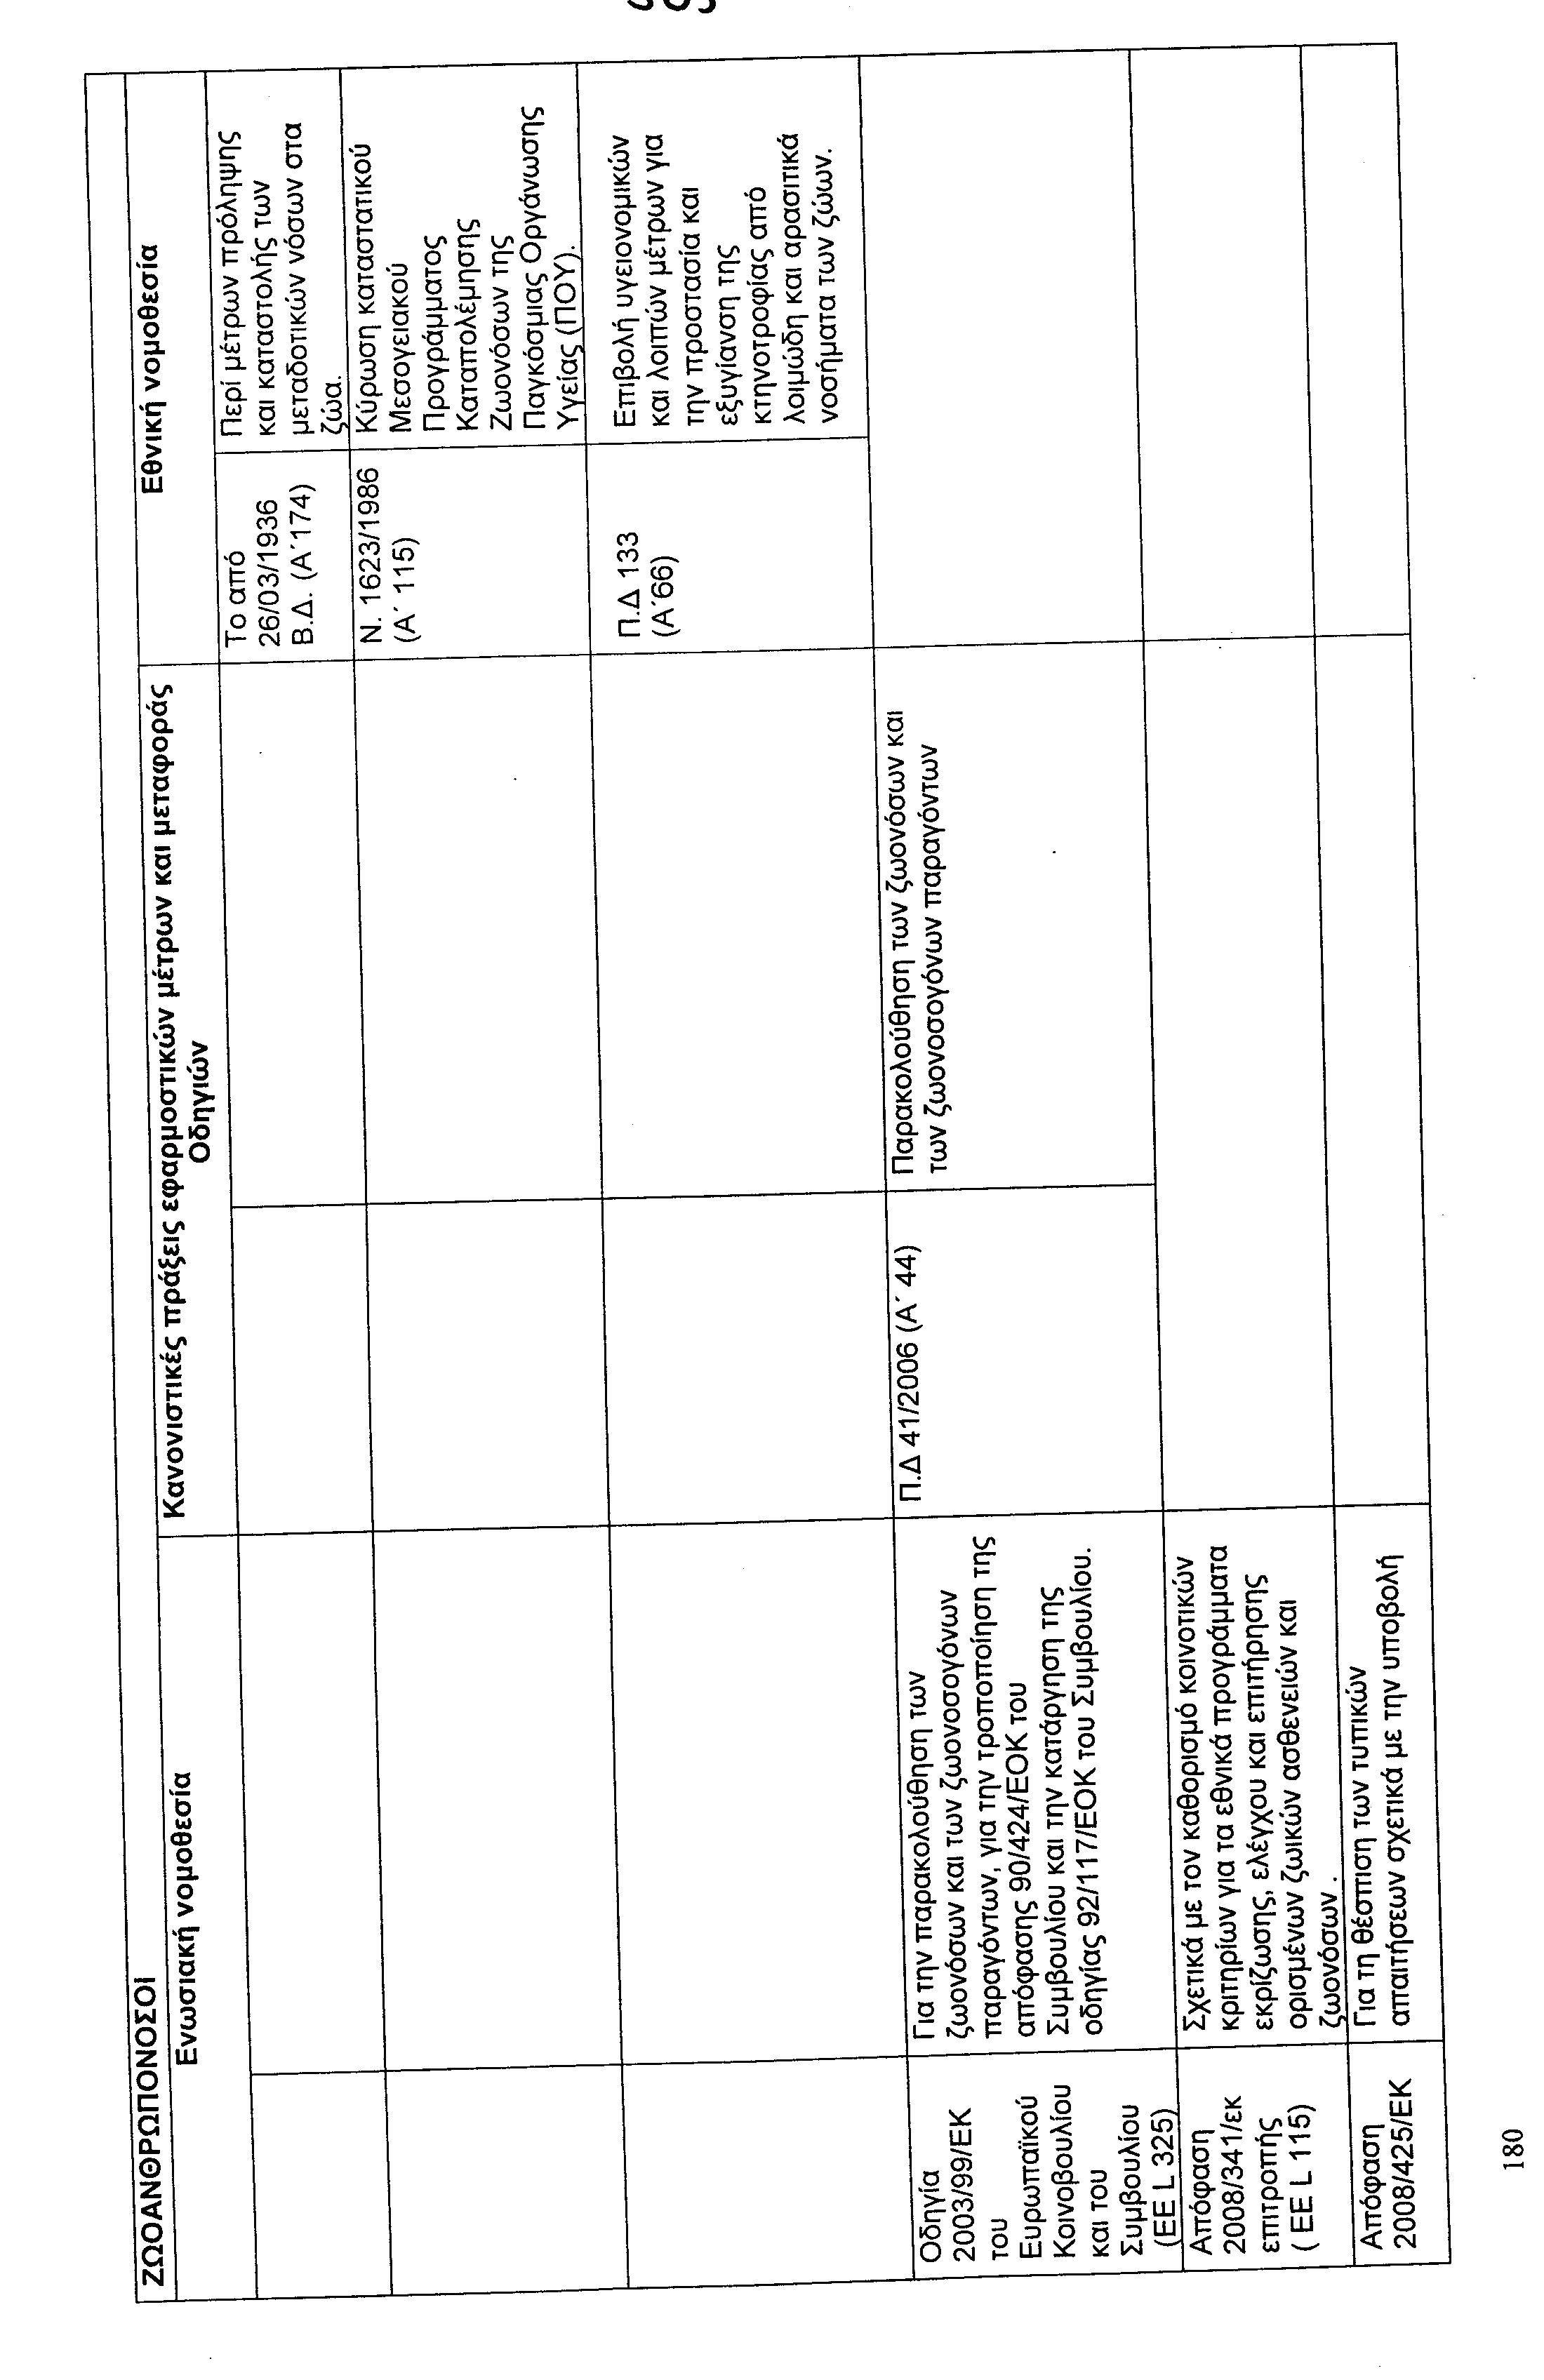 ΖΩΟΑΝΘΡΩΠΟΝΟΣΟΙ
Ενωσιακή νομοθεσία
Κανονιστικές πράξεις εφαρμοστικών μέτρων και μεταφοράς
Οδηγιών
Εθνική νομοθεσία
Το από
26/03/1936
Β.Δ. (Α΄174)
Περί μέτρων πρόληψης
και καταστολής των
μεταδοτικών νόσων στα
ζώα.
Ν. 1623/1986
(Α΄ 115)
Κύρωση καταστατικού
Μεσογειακού
Προγράμματος
Καταπολέμησης
Ζωονόσων της
Παγκόσμιας Οργάνωσης
Υγείας (ΠΟΥ).
Π.Δ 133
(Α΄66)
Επιβολή υγειονομικών
και λοιπών μέτρων για
την προστασία και
εξυγίανση της
κτηνοτροφίας από
λοιμώδη και αρασιτικά
νοσήματα των ζώων.
Οδηγία
2003/99/ΕΚ
του
Ευρωπαϊκού
Κοινοβουλίου
και του
Συμβουλίου
(ΕΕ L 325)
Για την παρακολούθηση των
ζωονόσων και των ζωονοσογόνων
παραγόντων, για την τροποποίηση της
απόφασης 90/424/ΕΟΚ του
Συμβουλίου και την κατάργηση της
οδηγίας 92/117/ΕΟΚ του Συμβουλίου.
Π.Δ 41/2006 (Α΄ 44)
Παρακολούθηση των ζωονόσων και
των ζωονοσογόνων παραγόντων
Απόφαση
2008/341/εκ
επιτροπής
( ΕΕ L 115)
Σχετικά με τον καθορισμό κοινοτικών
κριτηρίων για τα εθνικά προγράμματα
εκρίζωσης, ελέγχου και επιτήρησης
ορισμένων ζωικών ασθενειών και
ζωονόσων .
Απόφαση
2008/425/ΕΚ
Για τη θέσπιση των τυπικών
απαιτήσεων σχετικά με την υποβολή
180